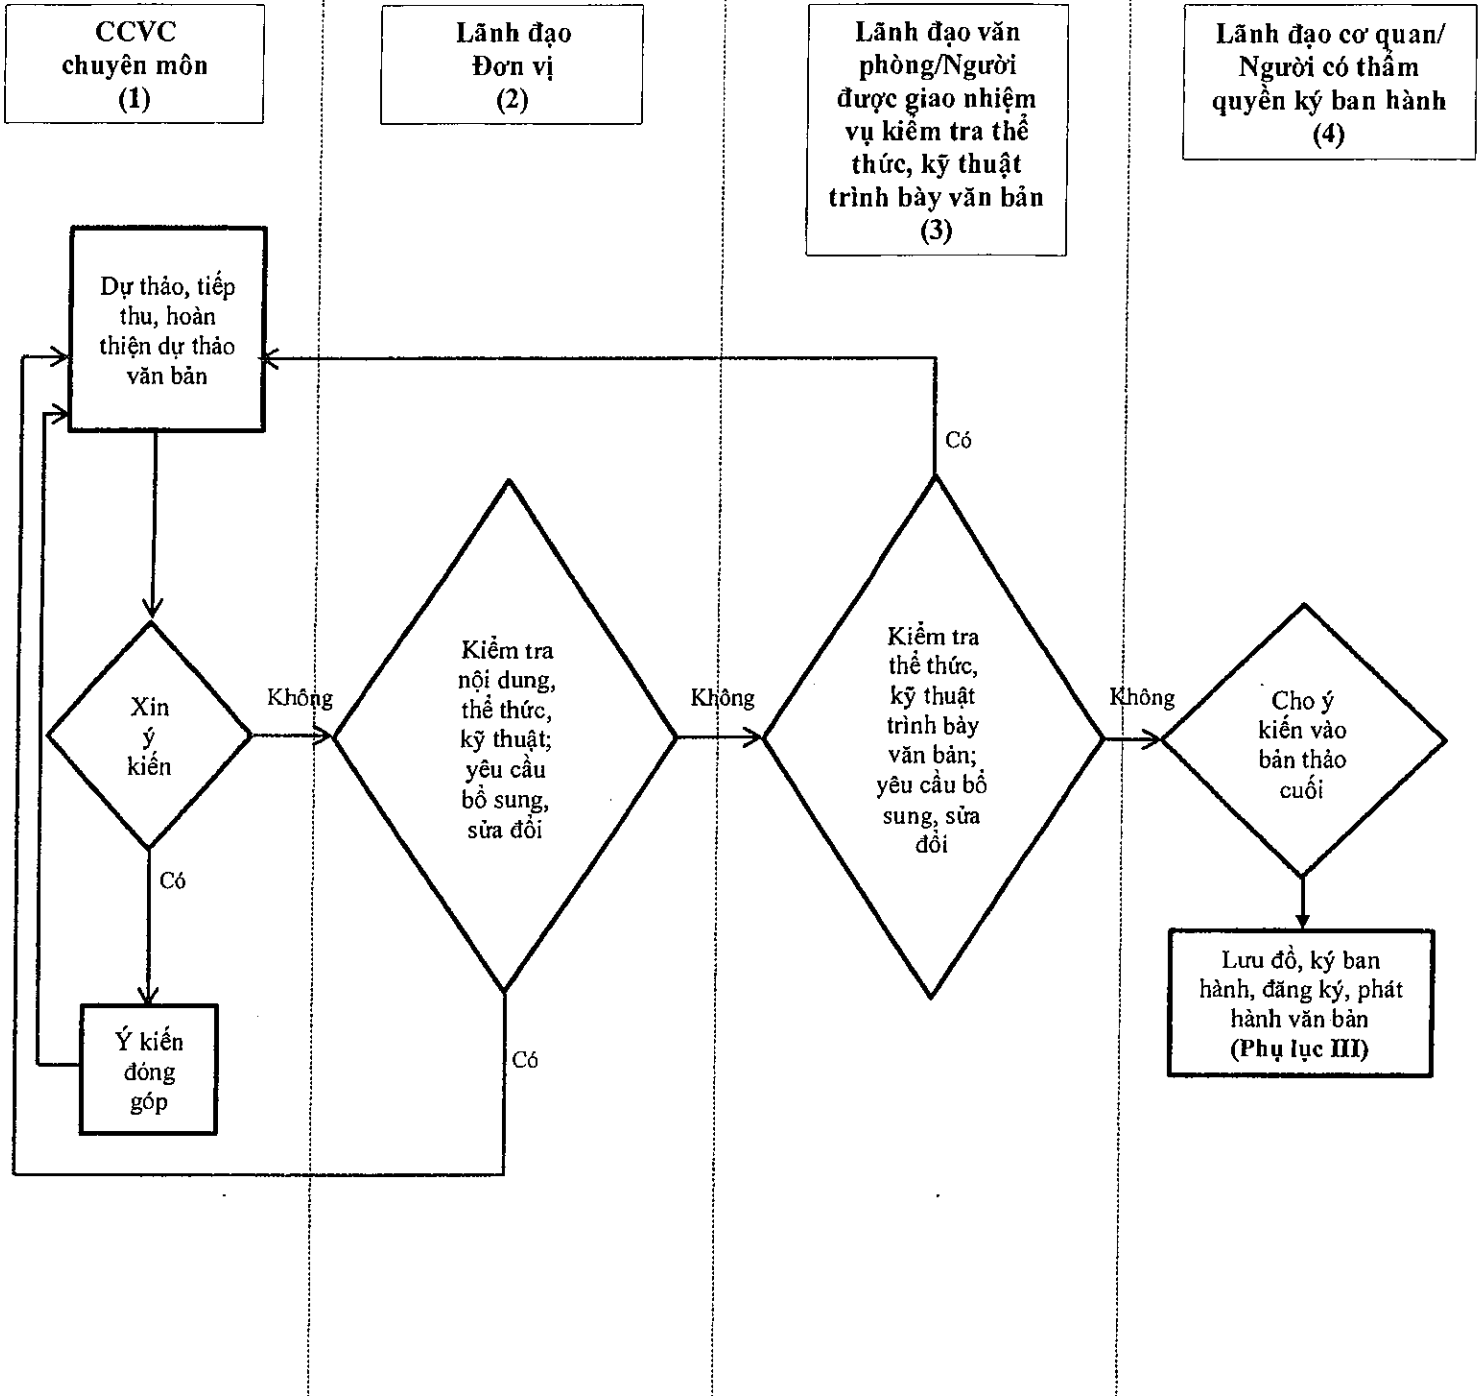 CCVC
chuyên môn
(1)
Lãnh đạo
Đơn vị
(2)
Lãnh đạo văn
phòng/Người
được giao nhiệm
vụ kiểm tra thể
thức, kỹ thuật
trình bày văn bản
(3)
Lãnh đạo cơ quan/
Người có thẩm
quyền ký ban hành
(4)
Dự thảo, tiếp
thu, hoàn
thiện dự thảo
văn bản
Có
Xin
ý
kiến
Không
Kiểm tra
nội dung,
thể thức,
kỹ thuật;
yêu cầu
bổ sung,
sửa đổi
Không
Kiểm tra
thể thức,
kỹ thuật
trình bày
văn bản;
yêu cầu bổ
sung, sửa
đổi
Không
Cho ý
kiến vào
bản thảo
cuối
Có
Ý kiến
đóng
góp
Có
Lưu đồ, ký ban
hành, đăng ký, phát
hành văn bản
(Phụ lục III)